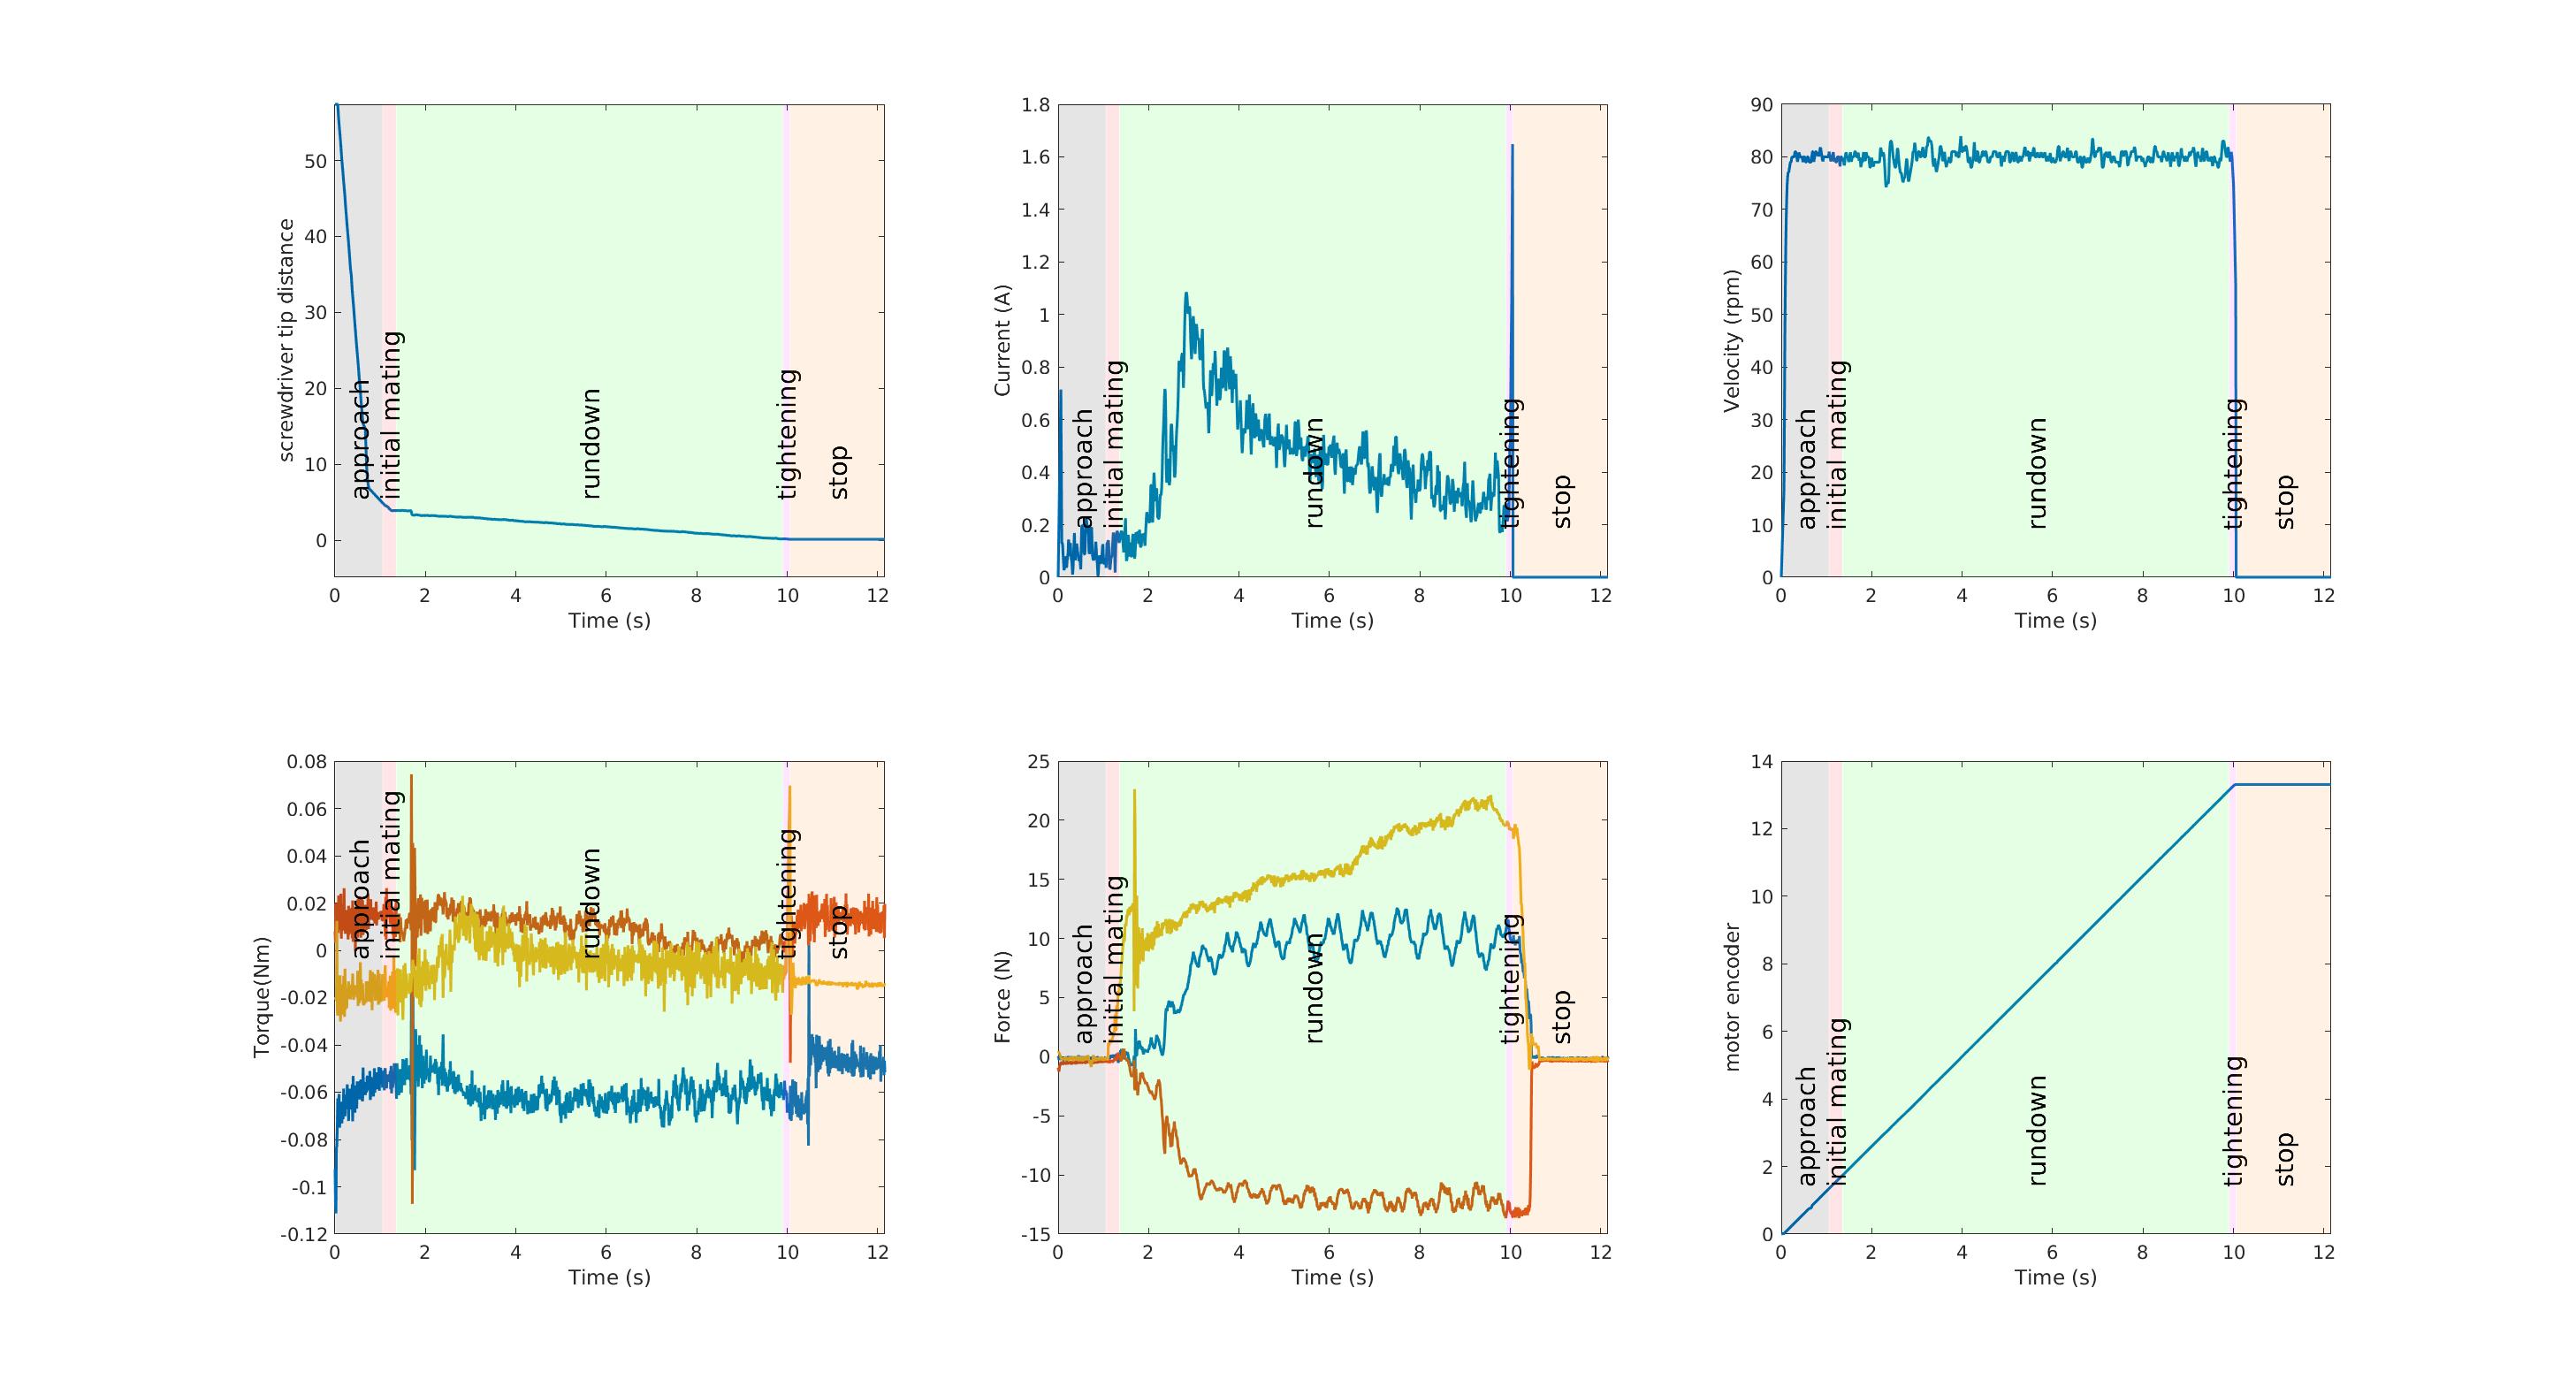 screwdriver tip distance
50
40
30
20
10
0
approach
initial mating
rundown
tightening
stop
0 2 4 6 8 10 12
Time (s)
Current (A)
1.8
1.6
1.4
1.2
1
0.8
0.6
0.4
0.2
0
approach
initial mating
rundown
tightening
stop
0 2 4 6 8 10 12
Time (s)
Velocity (rpm)
90
80
70
60
50
40
30
20
10
0
approach
initial mating
rundown
tightening
stop
0 2 4 6 8 10 12
Time (s)
Torque(Nm)
0.08
0.06
0.04
0.02
0
-0.02
-0.04
-0.06
-0.08
-0.1
-0.12
approach
initial mating
rundown
tightening
stop
0 2 4 6 8 10 12
Time (s)
Force (N)
25
20
15
10
5
0
-5
-10
-15
approach
initial mating
rundown
tightening
stop
0 2 4 6 8 10 12
Time (s)
motor encoder
14
12
10
8
6
4
2
0
approach
initial mating
rundown
tightening
stop
0 2 4 6 8 10 12
Time (s)